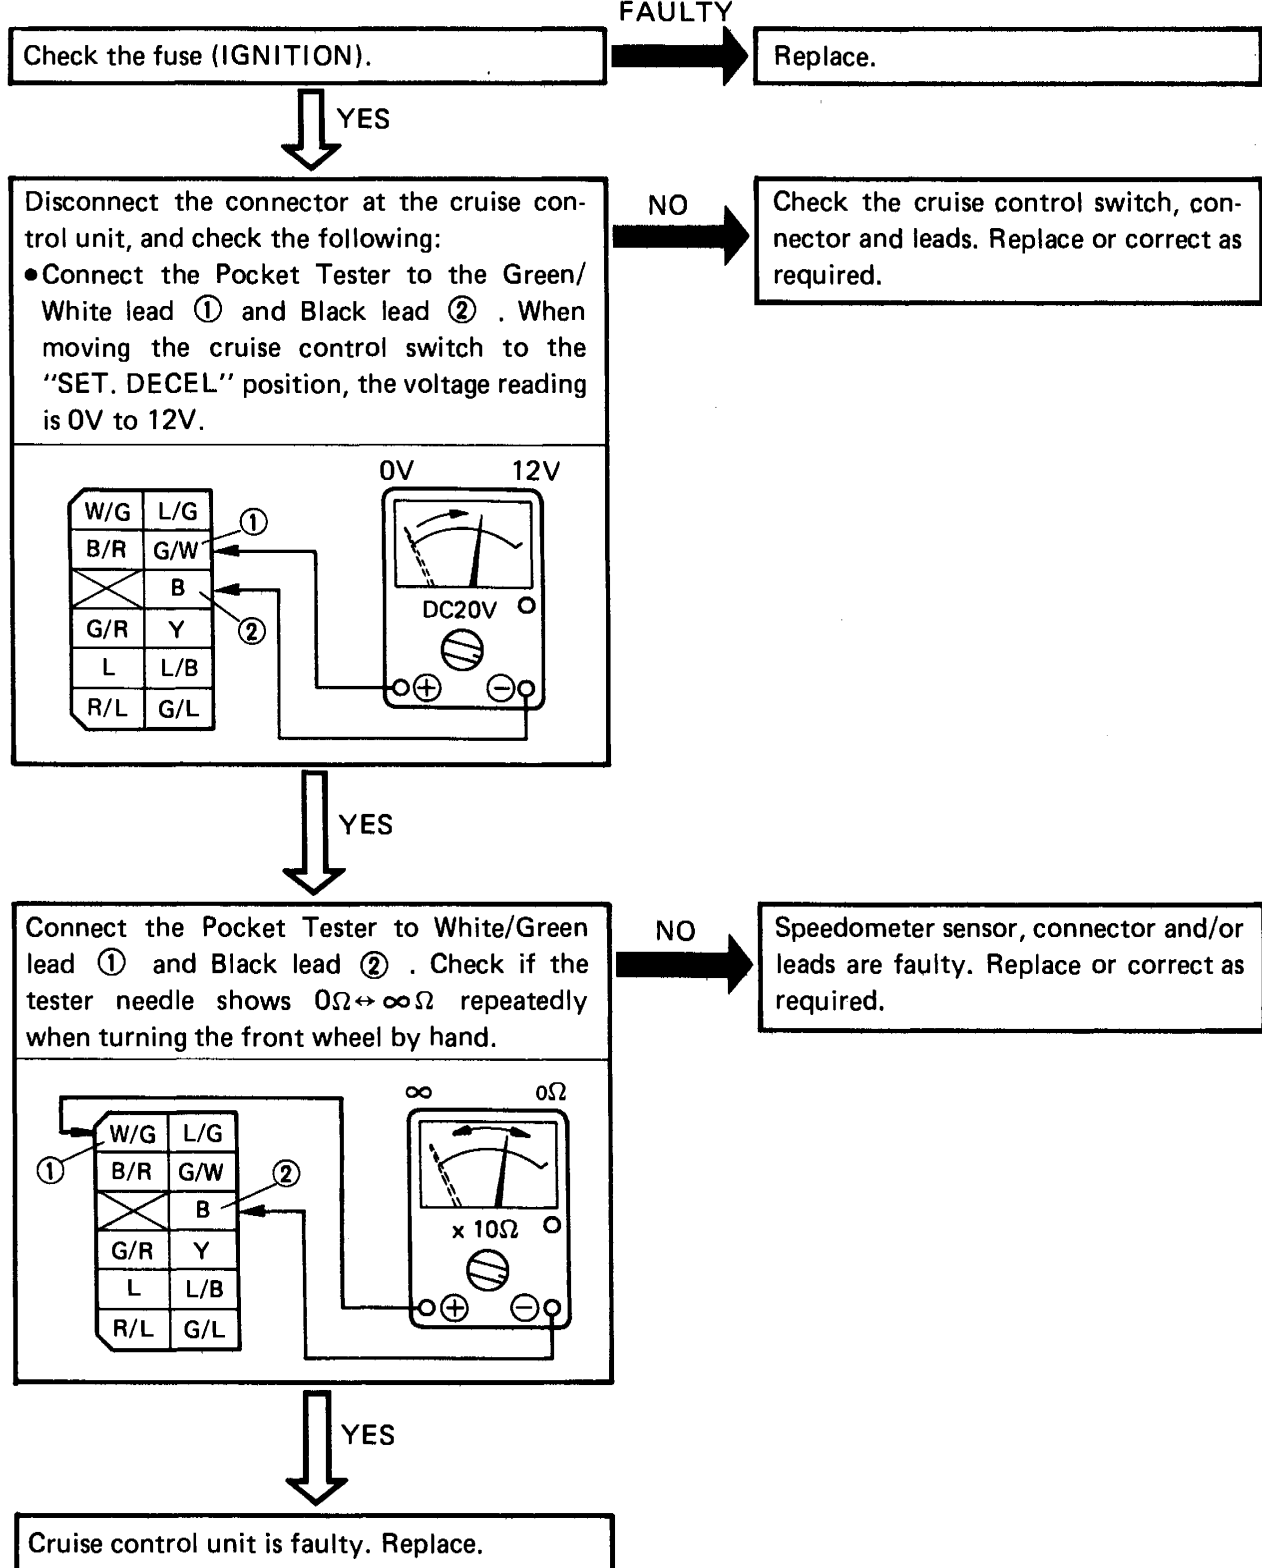 FAULTY
Check the fuse (IGNITION).
Replace.
YES
Disconnect the connector at the cruise con-
trol unit, and check the following:
●Connect the Pocket Tester to the Green/
White lead ① and Black lead ② . When
moving the cruise control switch to the
"SET. DECEL" position, the voltage reading
is 0V to 12V.
NO
Check the cruise control switch, con-
nector and leads. Replace or correct as
required.
0V 12V
W/G L/G
①
B/R G/W
B
DC20V
G/R Y
②
L L/B
⊕ ⊖
R/L G/L
YES
Connect the Pocket Tester to White/Green
lead ① and Black lead ② . Check if the
tester needle shows 0Ω↔∞Ω repeatedly
when turning the front wheel by hand.
NO
Speedometer sensor, connector and/or
leads are faulty. Replace or correct as
required.
∞ 0Ω
W/G L/G
①
B/R G/W
②
B
x 10Ω
G/R Y
L L/B
⊕ ⊖
R/L G/L
YES
Cruise control unit is faulty. Replace.